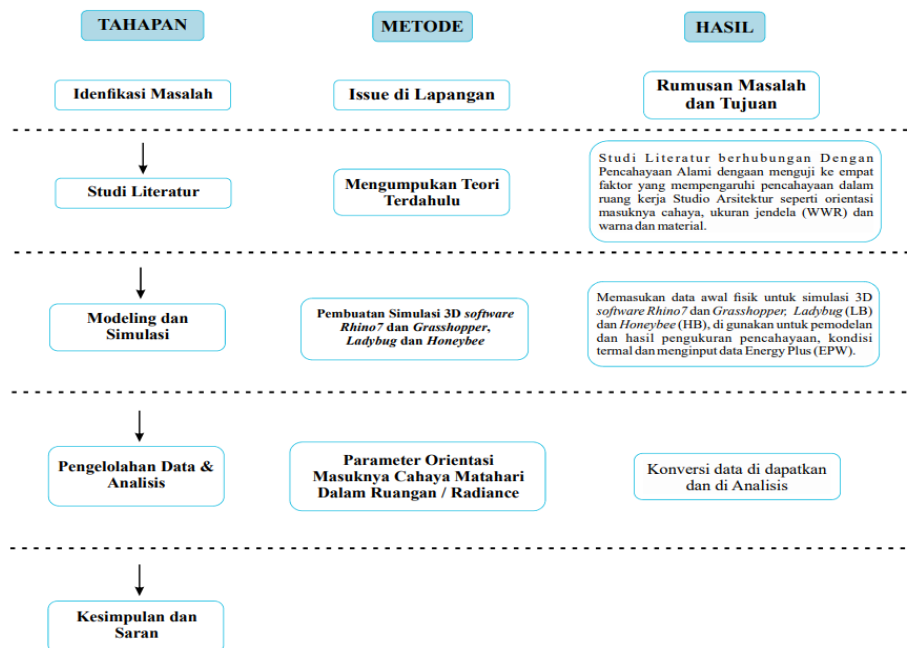 TAHAPAN
METODE
HASIL
Idenfikasi Masalah
Issue di Lapangan
Rumusan Masalah
dan Tujuan
Studi Literatur
Mengumpukan Teori
Terdahulu
Studi Literatur berhubungan Dengan
Pencahayaan Alami dengaan menguji ke empat
faktor yang mempengaruhi pencahayaan dalam
ruang kerja Studio Arsitektur seperti orientasi
masuknya cahaya, ukuran jendela (WWR) dan
warna dan material.
Modeling dan
Simulasi
Pembuatan Simulasi 3D software
Rhino7 dan Grasshopper,
Ladybug dan Honeybee
Memasukan data awal fisik untuk simulasi 3D
software Rhino7 dan Grasshopper, Ladybug (LB)
dan Honeybee (HB), di gunakan untuk pemodelan
dan hasil pengukuran pencahayaan, kondisi
termal dan menginput data Energy Plus (EPW).
Pengelolahan Data &
Analisis
Parameter Orientasi
Masuknya Cahaya Matahari
Dalam Ruangan / Radiance
Konversi data di dapatkan
dan di Analisis
Kesimpulan dan
Saran